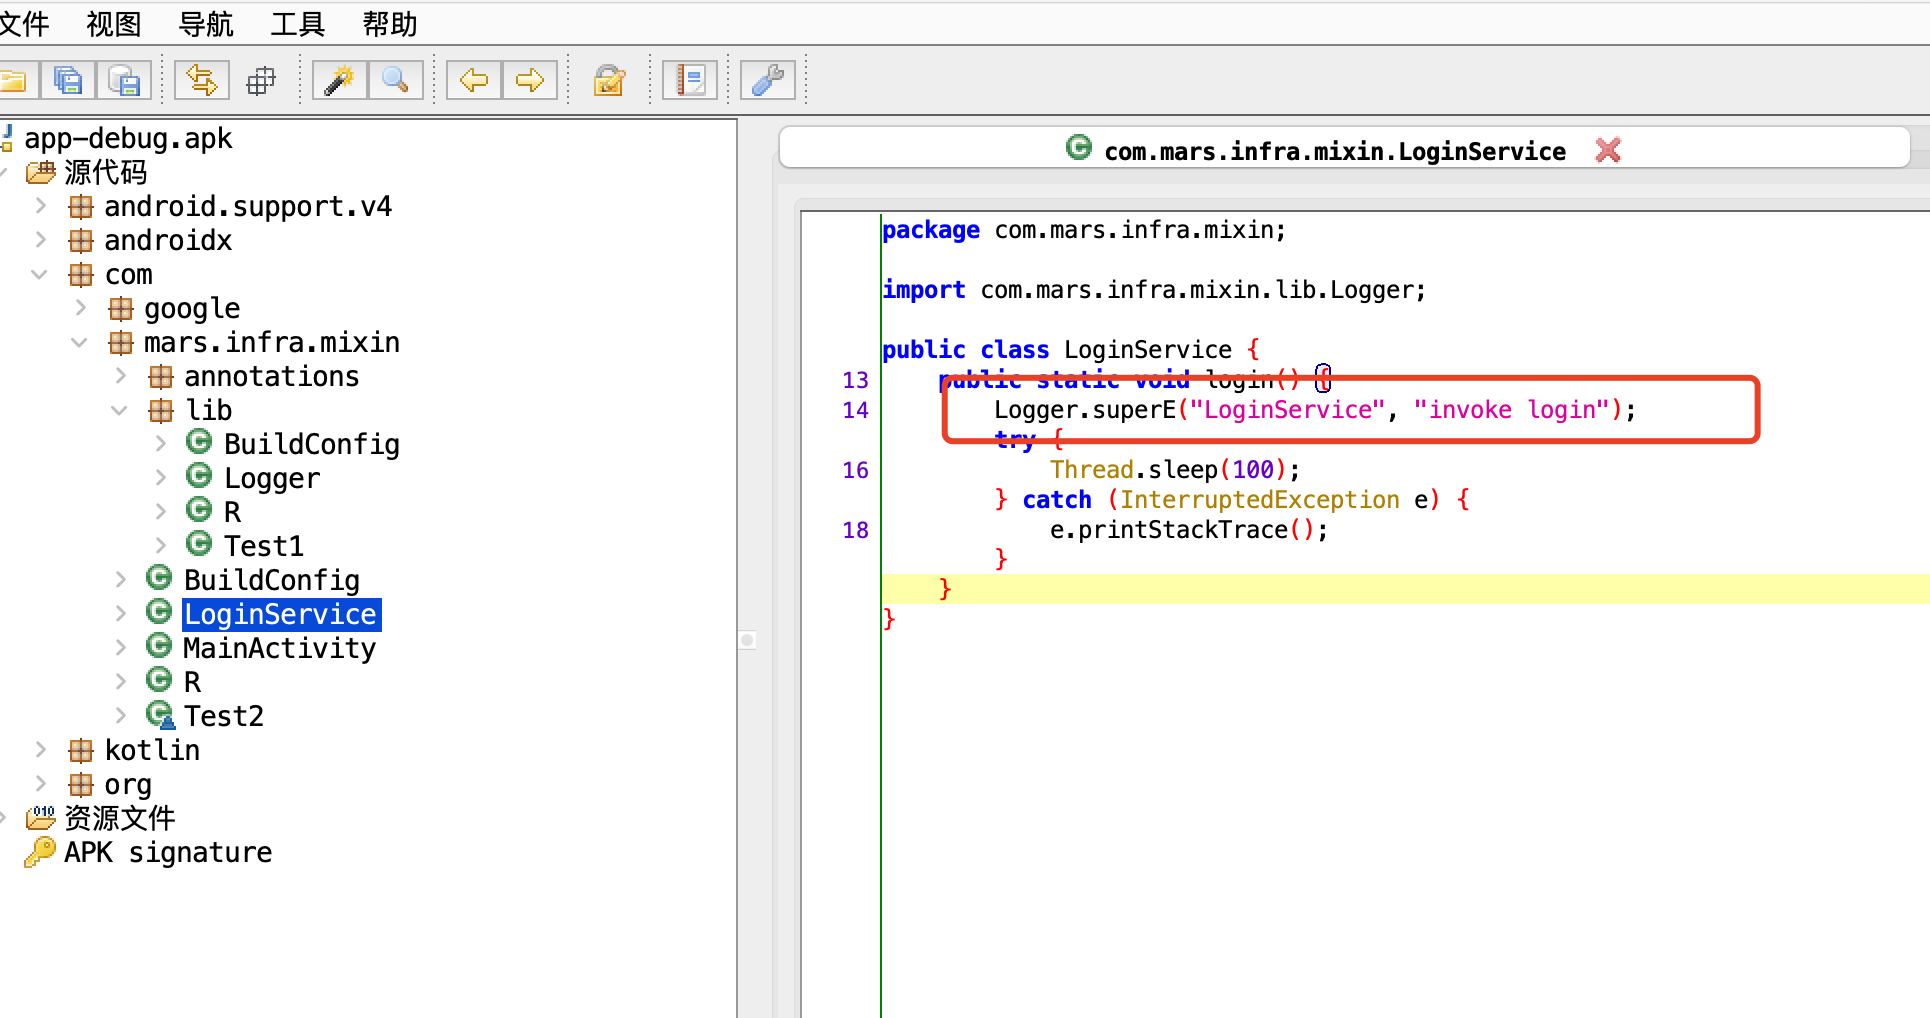 文件 视图 导航 工具 帮助
app-debug.apk
源代码
android.support.v4
androidx
com
google
mars.infra.mixin
annotations
lib
BuildConfig
Logger
R
Test1
BuildConfig
LoginService
MainActivity
R
Test2
kotlin
org
资源文件
APK signature
com.mars.infra.mixin.LoginService
package com.mars.infra.mixin;
import com.mars.infra.mixin.lib.Logger;
public class LoginService {
13 public static void login() {
14 Logger.superE("LoginService", "invoke login");
try {
16 Thread.sleep(100);
} catch (InterruptedException e) {
18 e.printStackTrace();
}
}
}